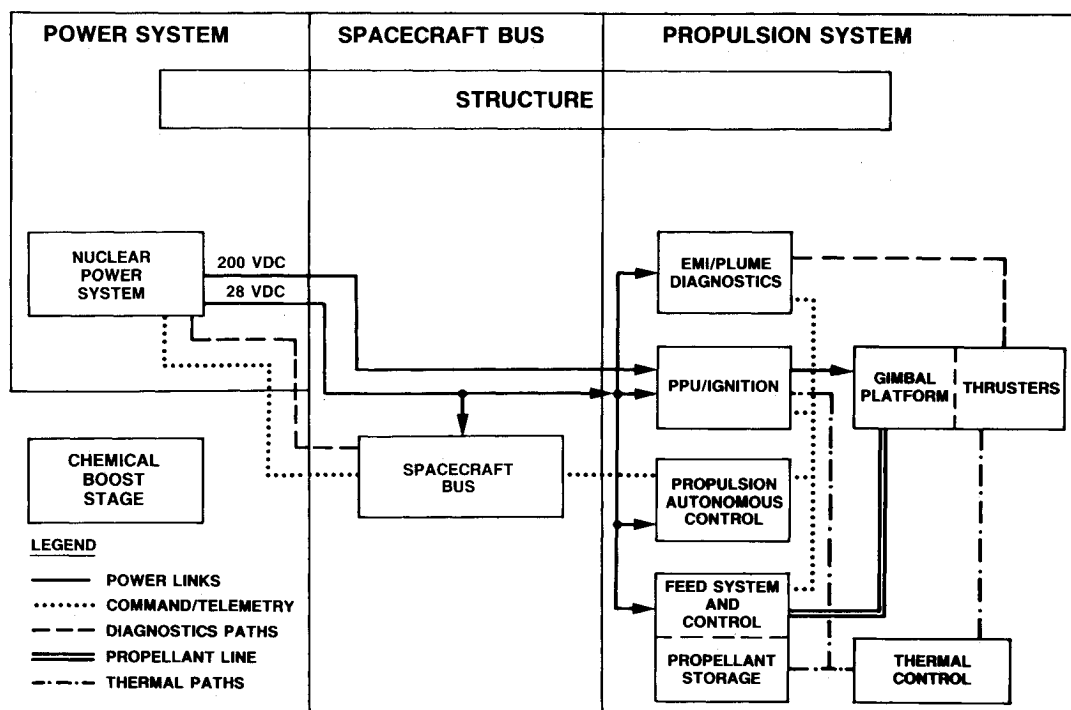 POWER SYSTEM
SPACECRAFT BUS
PROPULSION SYSTEM
STRUCTURE
NUCLEAR
POWER
SYSTEM
200 VDC
28 VDC
EMI/PLUME
DIAGNOSTICS
PPU/IGNITION
GIMBAL
PLATFORM
THRUSTERS
CHEMICAL
BOOST
STAGE
SPACECRAFT
BUS
PROPULSION
AUTONOMOUS
CONTROL
FEED SYSTEM
AND
CONTROL
PROPELLANT
STORAGE
THERMAL
CONTROL
LEGEND
POWER LINKS
COMMAND/TELEMETRY
DIAGNOSTICS PATHS
PROPELLANT LINE
THERMAL PATHS